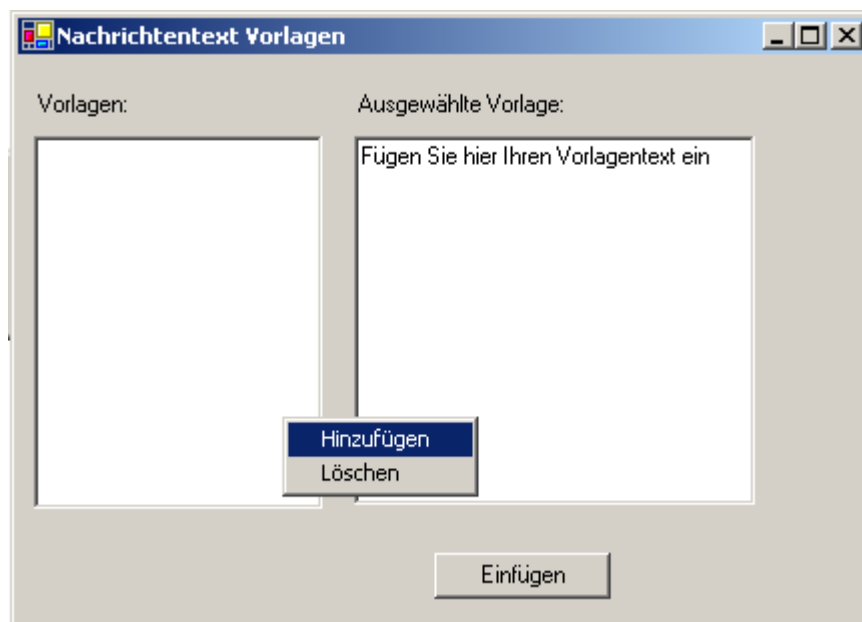 Nachrichtentext Vorlagen
Vorlagen:
Ausgewählte Vorlage:
Fügen Sie hier Ihren Vorlagentext ein
Hinzufügen
Löschen
Einfügen